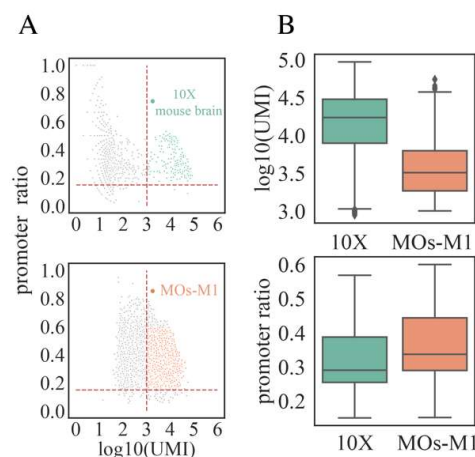 A
promoter ratio
1.0
0.8
0.6
0.4
0.2
0.0
10X
mouse brain
0 1 2 3 4 5 6
1.0
0.8
0.6
0.4
0.2
0.0
MOs-M1
0 1 2 3 4 5 6
log10(UMI)
B
log10(UMI)
5.0
4.5
4.0
3.5
3.0
10X MOs-M1
promoter ratio
0.6
0.5
0.4
0.3
0.2
10X MOs-M1